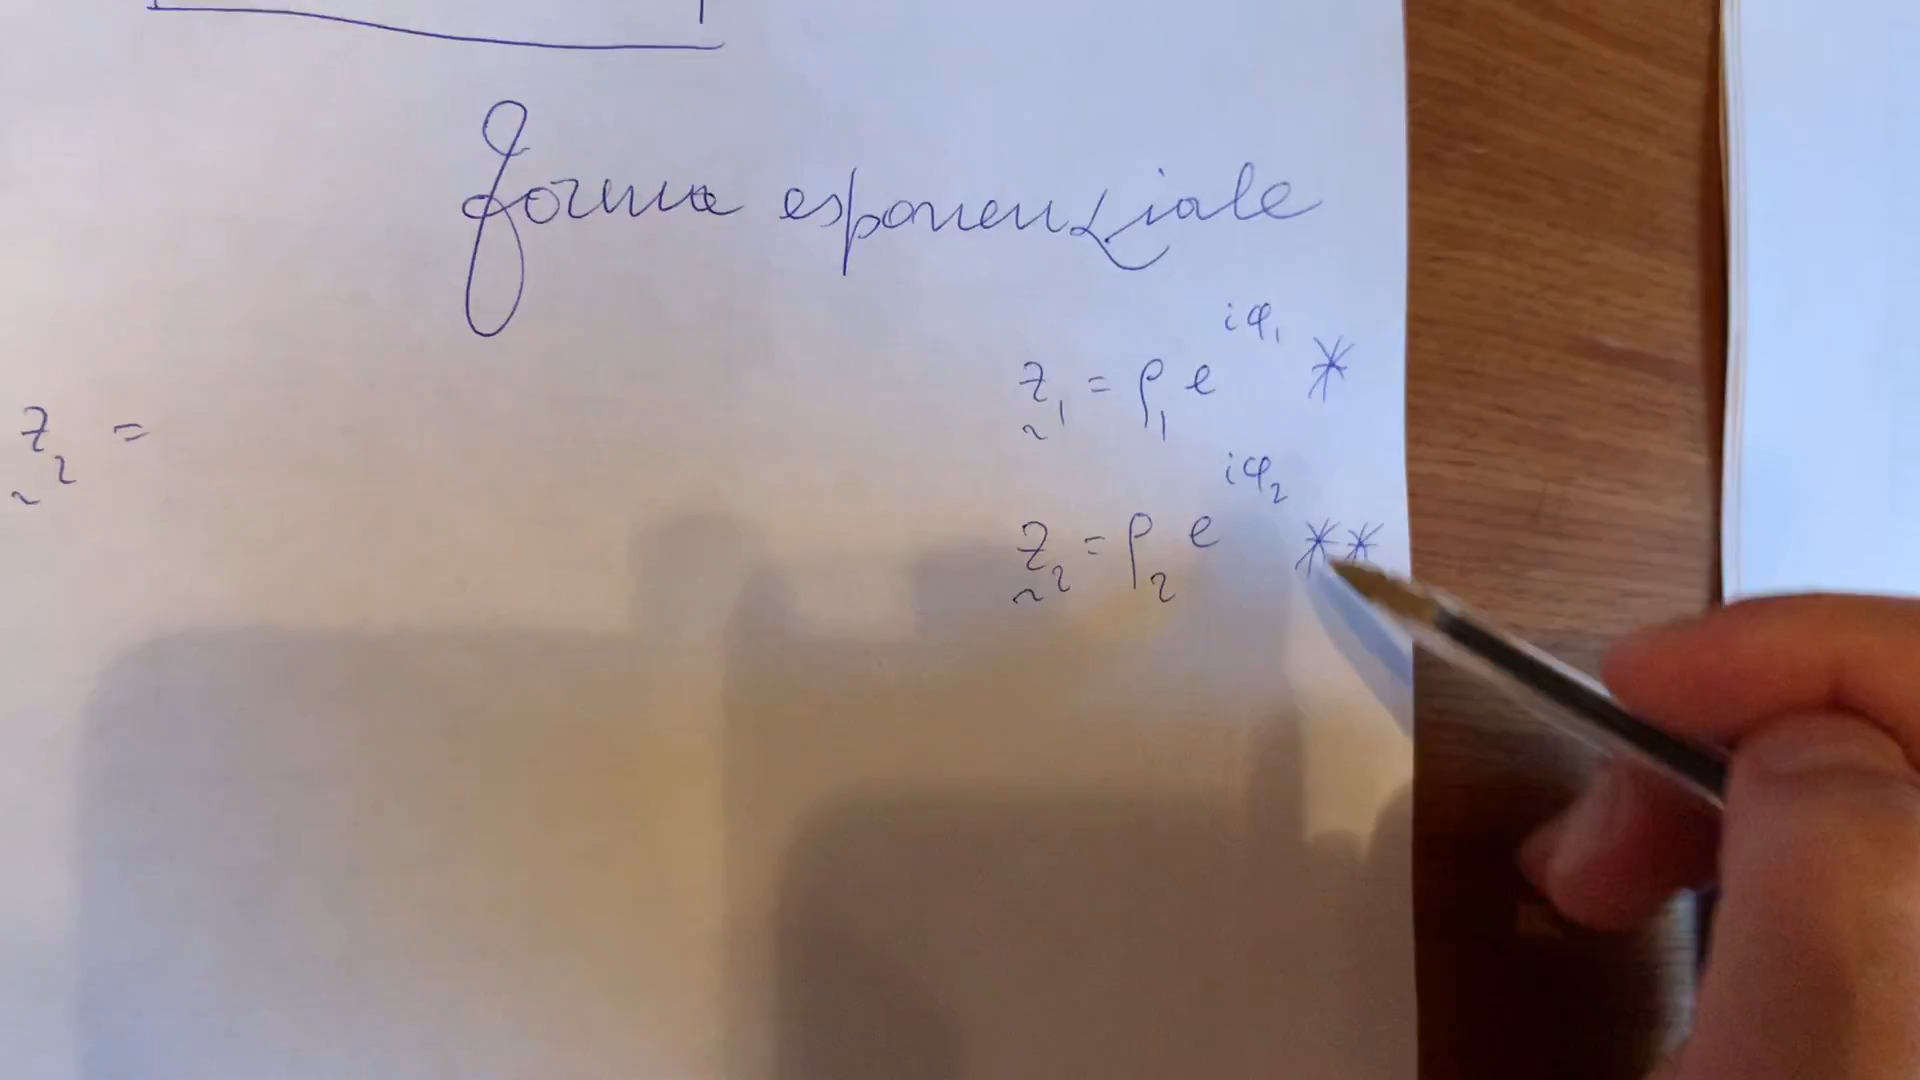 forma esponenziale
z₁ = ρ₁ e^{iφ₁} *
z₂ =
z₂ = ρ₂ e^{iφ₂} **